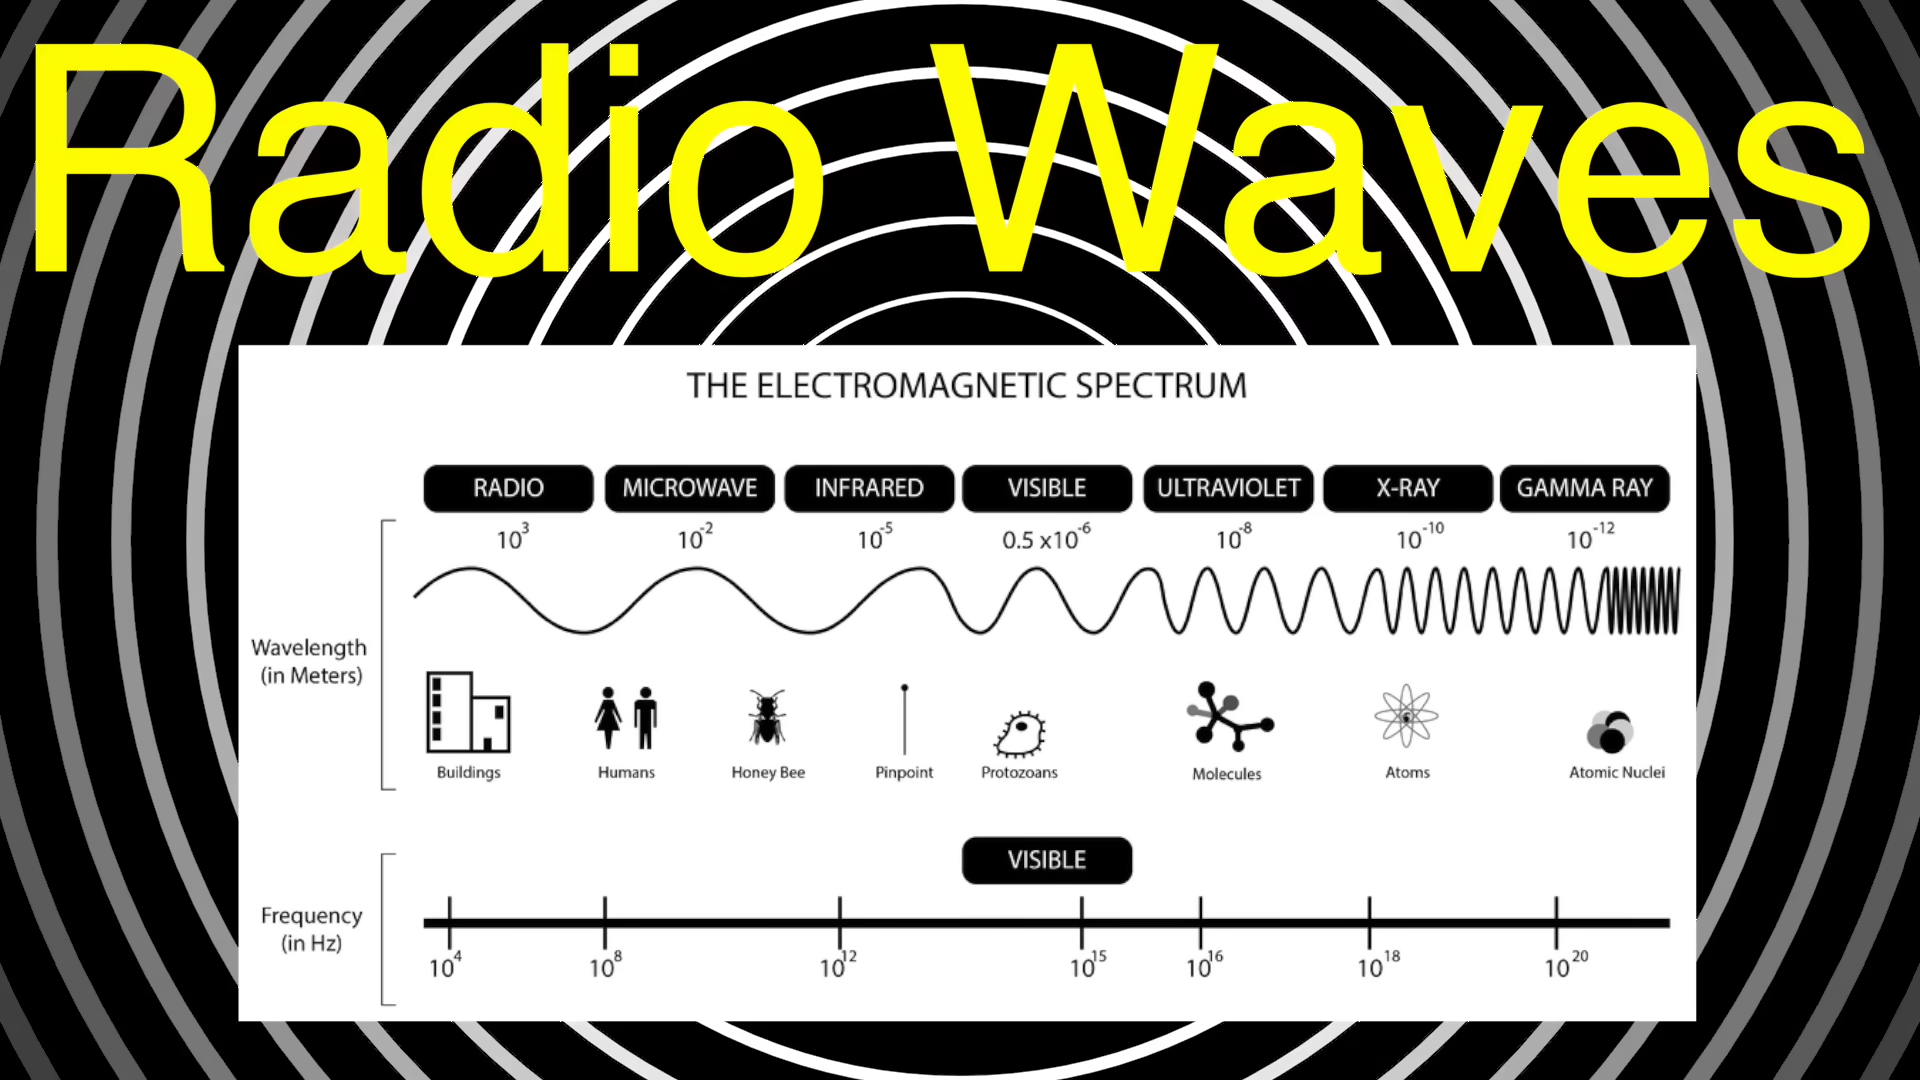 Radio Waves
THE ELECTROMAGNETIC SPECTRUM
RADIO MICROWAVE INFRARED VISIBLE ULTRAVIOLET X-RAY GAMMA RAY
10³ 10⁻² 10⁻⁵ 0.5 x10⁻⁶ 10⁻⁸ 10⁻¹⁰ 10⁻¹²
Wavelength
(in Meters)
Buildings Humans Honey Bee Pinpoint Protozoans Molecules Atoms Atomic Nuclei
VISIBLE
Frequency
(in Hz)
10⁴ 10⁸ 10¹² 10¹⁵ 10¹⁶ 10¹⁸ 10²⁰